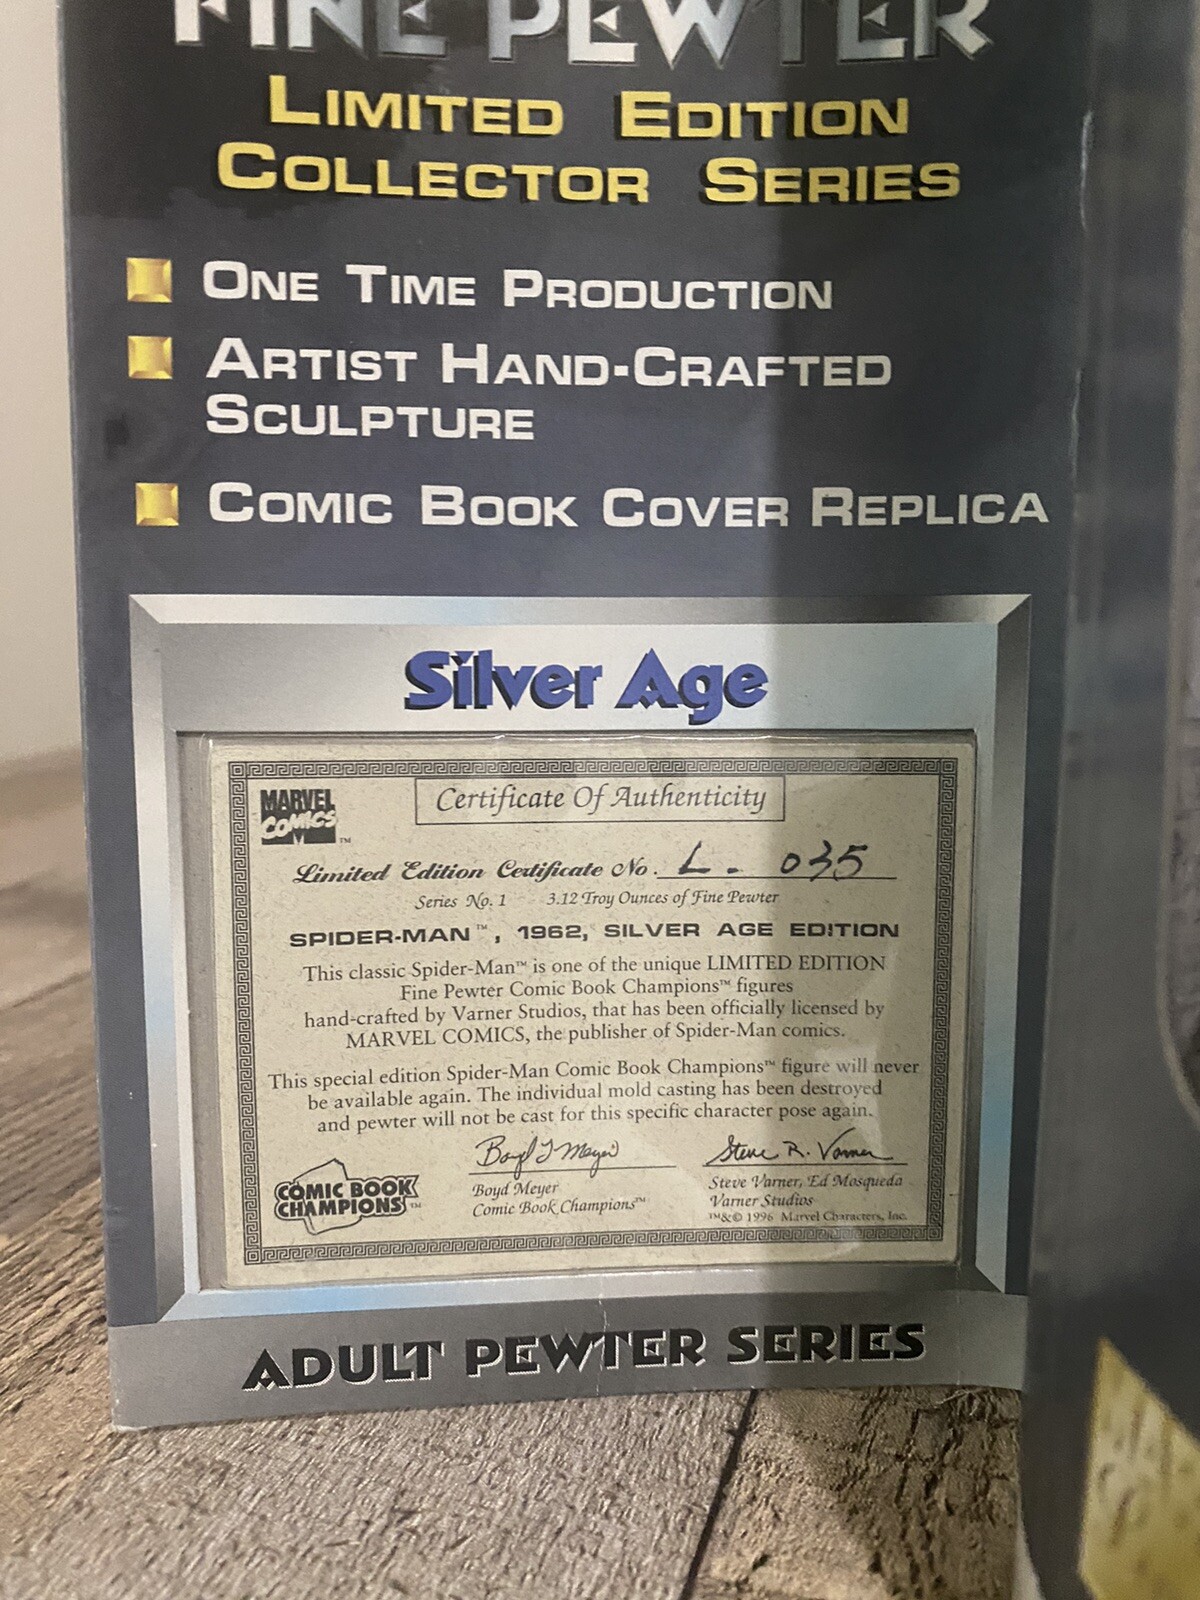 FINE PEWTER
LIMITED EDITION
COLLECTOR SERIES
ONE TIME PRODUCTION
ARTIST HAND-CRAFTED
SCULPTURE
COMIC BOOK COVER REPLICA
Silver Age
MARVEL
COMICS™
Certificate Of Authenticity
Limited Edition Certificate No. L. 035
Series No. 1 3.12 Troy Ounces of Fine Pewter
SPIDER-MAN™, 1962, SILVER AGE EDITION
This classic Spider-Man™ is one of the unique LIMITED EDITION
Fine Pewter Comic Book Champions™ figures
hand-crafted by Varner Studios, that has been officially licensed by
MARVEL COMICS, the publisher of Spider-Man comics.
This special edition Spider-Man Comic Book Champions™ figure will never
be available again. The individual mold casting has been destroyed
and pewter will not be cast for this specific character pose again.
Boyd J Meyer
Steve R. Varner
COMIC BOOK
CHAMPIONS™
Boyd Meyer
Comic Book Champions™
Steve Varner, Ed Mosqueda
Varner Studios
™&© 1996 Marvel Characters, Inc.
ADULT PEWTER SERIES